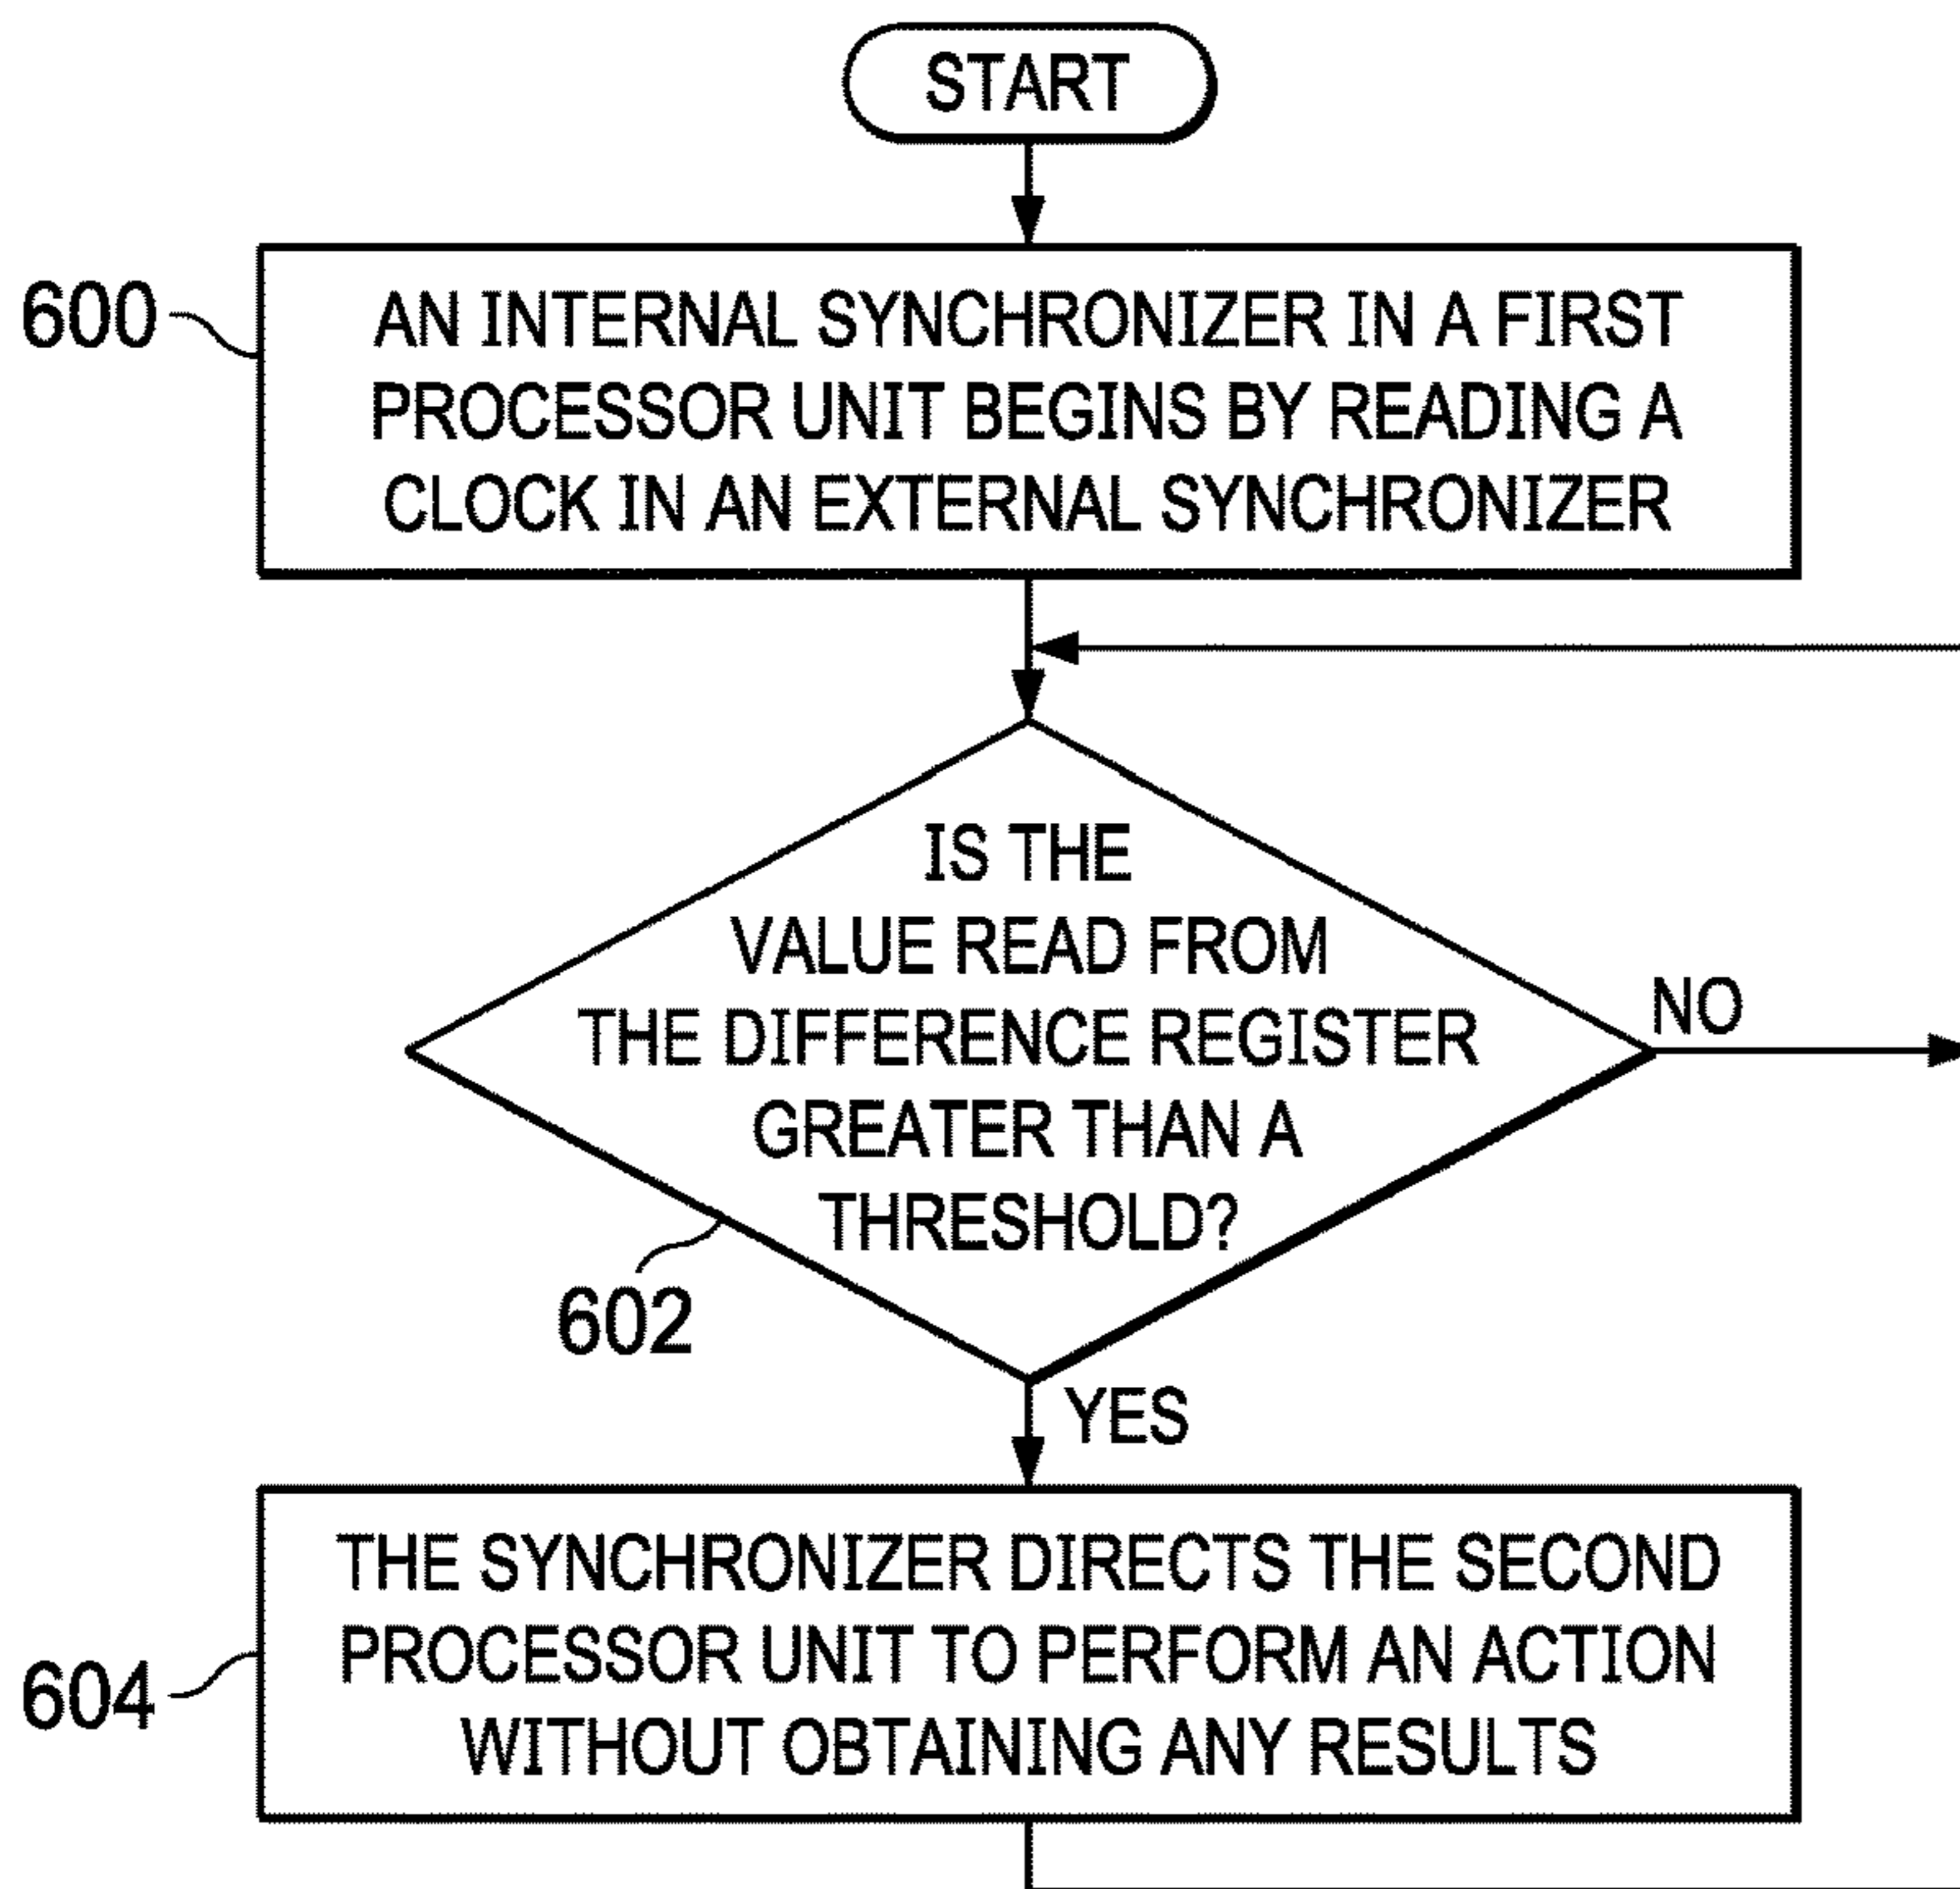 START
600
AN INTERNAL SYNCHRONIZER IN A FIRST
PROCESSOR UNIT BEGINS BY READING A
CLOCK IN AN EXTERNAL SYNCHRONIZER
IS THE
VALUE READ FROM
THE DIFFERENCE REGISTER
GREATER THAN A
THRESHOLD?
NO
602
YES
THE SYNCHRONIZER DIRECTS THE SECOND
PROCESSOR UNIT TO PERFORM AN ACTION
WITHOUT OBTAINING ANY RESULTS
604